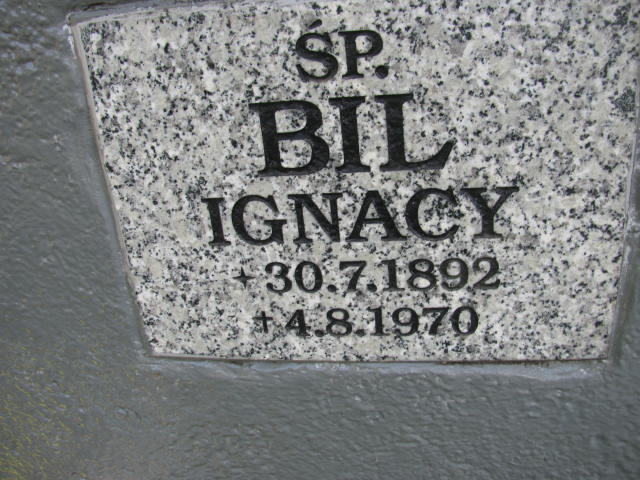 ŚP.
BIL
IGNACY
+30.7.1892
+4.8.1970